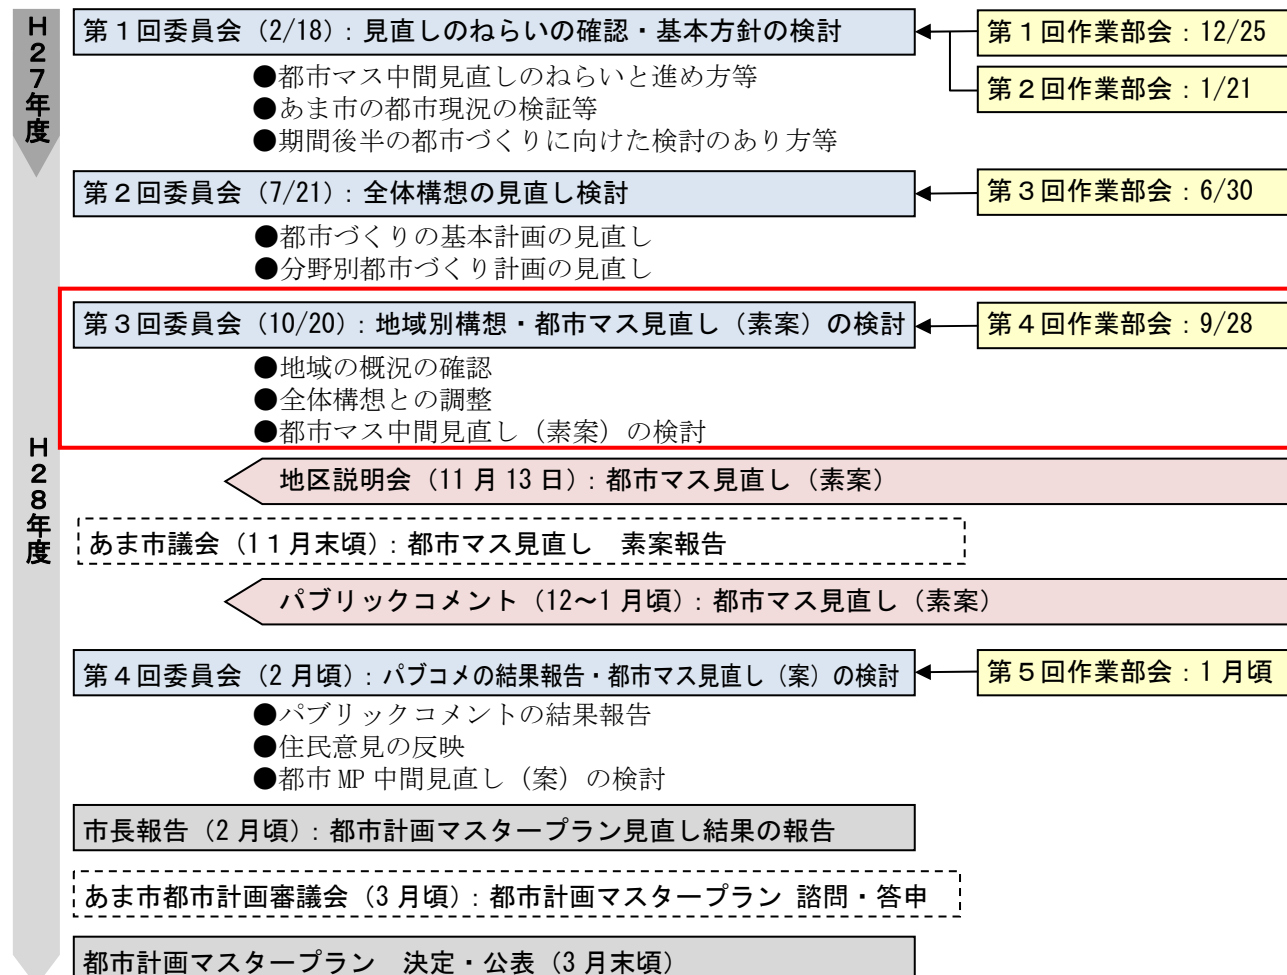 H27年度
第1回委員会（2/18）：見直しのねらいの確認・基本方針の検討
第1回作業部会：12/25
●都市マス中間見直しのねらいと進め方等
第2回作業部会：1/21
●あま市の都市現況の検証等
●期間後半の都市づくりに向けた検討のあり方等
H28年度
第2回委員会（7/21）：全体構想の見直し検討
第3回作業部会：6/30
●都市づくりの基本計画の見直し
●分野別都市づくり計画の見直し
第3回委員会（10/20）：地域別構想・都市マス見直し（素案）の検討
第4回作業部会：9/28
●地域の概況の確認
●全体構想との調整
●都市マス中間見直し（素案）の検討
地区説明会（11月13日）：都市マス見直し（素案）
あま市議会（11月末頃）：都市マス見直し　素案報告
パブリックコメント（12～1月頃）：都市マス見直し（素案）
第4回委員会（2月頃）：パブコメの結果報告・都市マス見直し（案）の検討
第5回作業部会：1月頃
●パブリックコメントの結果報告
●住民意見の反映
●都市MP中間見直し（案）の検討
市長報告（2月頃）：都市計画マスタープラン見直し結果の報告
あま市都市計画審議会（3月頃）：都市計画マスタープラン 諮問・答申
都市計画マスタープラン　決定・公表（3月末頃）